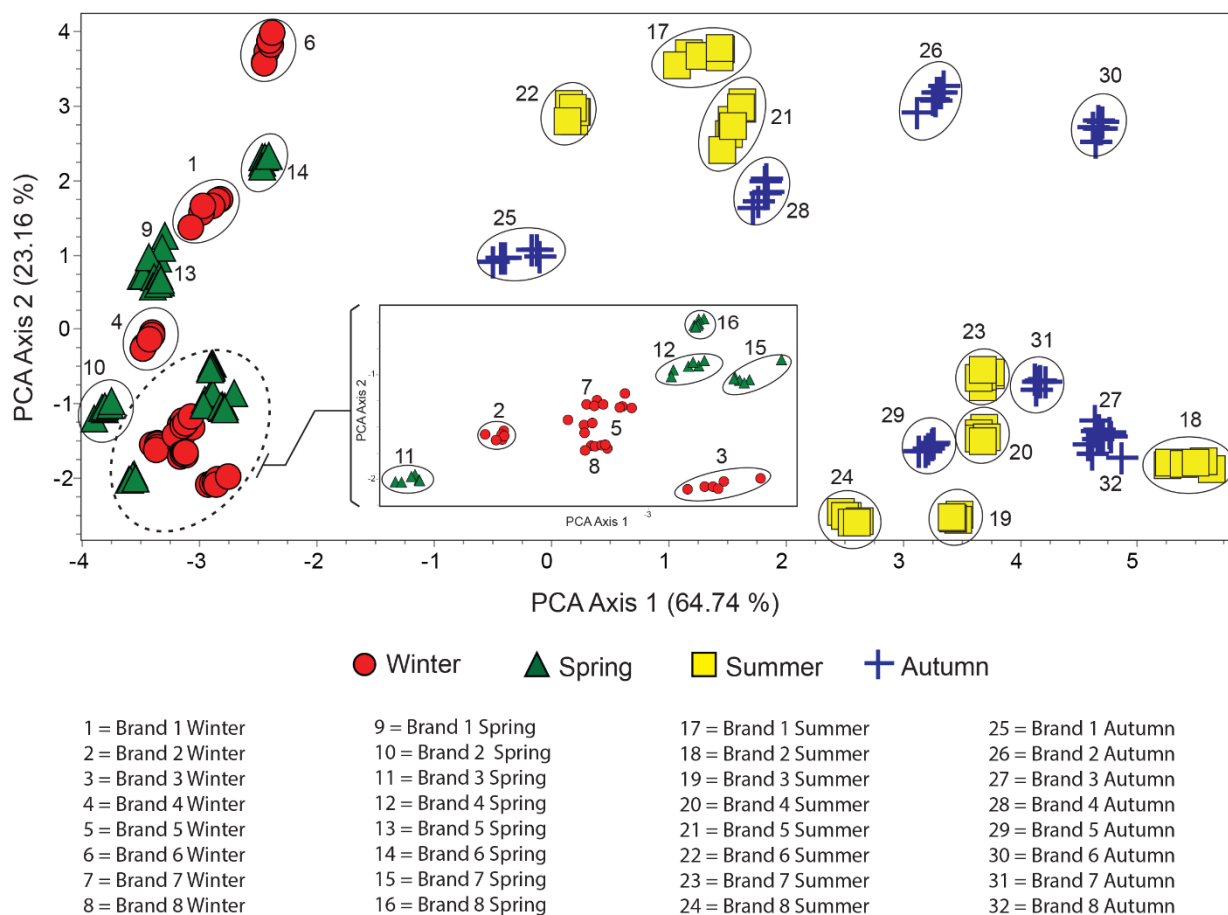 4
3
2
1
0
-1
-2
PCA Axis 2 (23.16 %)
6
1
14
9
13
4
10
17
22
21
28
25
26
30
23
31
29
20
27
32
18
24
19
PCA Axis 2
-1
-2
16
12
15
7
2
5
8
11
3
PCA Axis 1
-3
-4 -3 -2 -1 0 1 2 3 4 5
PCA Axis 1 (64.74 %)
Winter Spring Summer Autumn
1 = Brand 1 Winter
2 = Brand 2 Winter
3 = Brand 3 Winter
4 = Brand 4 Winter
5 = Brand 5 Winter
6 = Brand 6 Winter
7 = Brand 7 Winter
8 = Brand 8 Winter
9 = Brand 1 Spring
10 = Brand 2 Spring
11 = Brand 3 Spring
12 = Brand 4 Spring
13 = Brand 5 Spring
14 = Brand 6 Spring
15 = Brand 7 Spring
16 = Brand 8 Spring
17 = Brand 1 Summer
18 = Brand 2 Summer
19 = Brand 3 Summer
20 = Brand 4 Summer
21 = Brand 5 Summer
22 = Brand 6 Summer
23 = Brand 7 Summer
24 = Brand 8 Summer
25 = Brand 1 Autumn
26 = Brand 2 Autumn
27 = Brand 3 Autumn
28 = Brand 4 Autumn
29 = Brand 5 Autumn
30 = Brand 6 Autumn
31 = Brand 7 Autumn
32 = Brand 8 Autumn